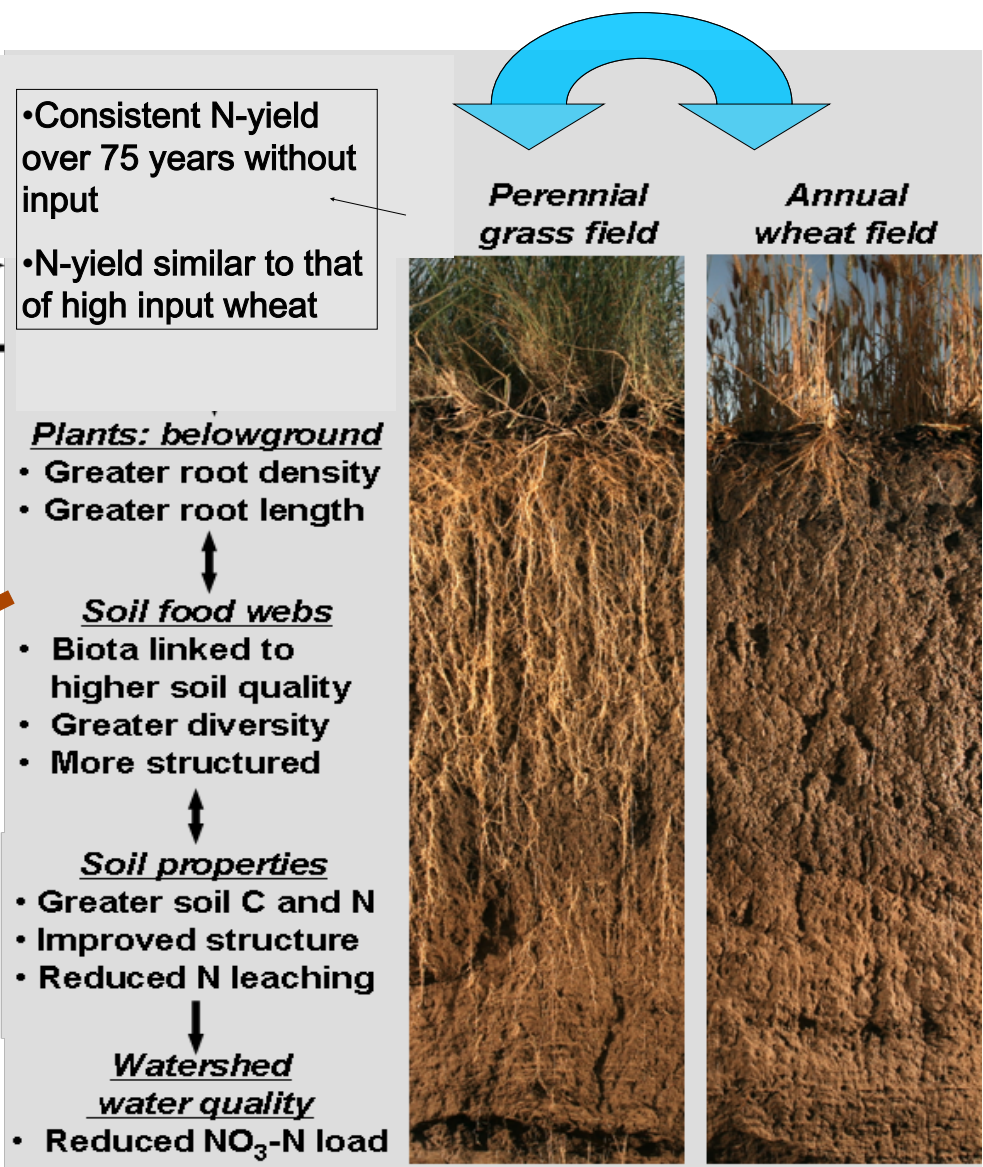 •Consistent N-yield
over 75 years without
input
•N-yield similar to that
of high input wheat
Perennial
grass field
Annual
wheat field
Plants: belowground
• Greater root density
• Greater root length
Soil food webs
• Biota linked to
higher soil quality
• Greater diversity
• More structured
Soil properties
• Greater soil C and N
• Improved structure
• Reduced N leaching
Watershed
water quality
• Reduced NO₃-N load